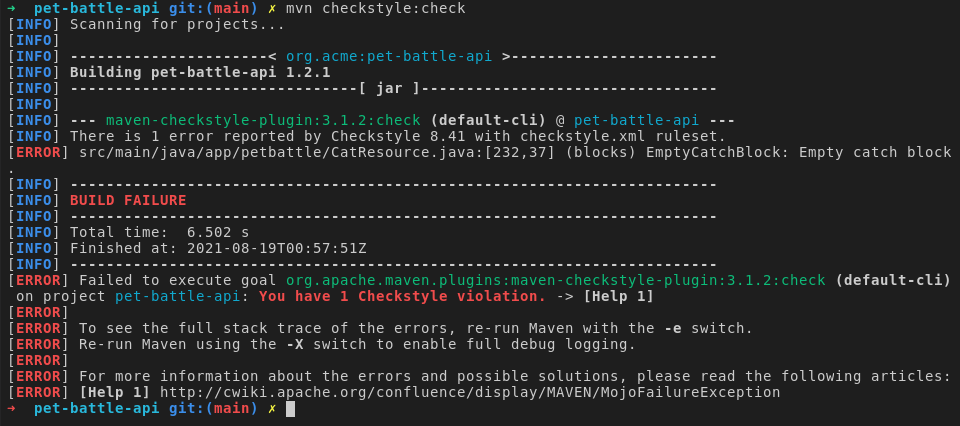 ➜  pet-battle-api git:(main) ✗ mvn checkstyle:check
[INFO] Scanning for projects...
[INFO]
[INFO] ----------------------< org.acme:pet-battle-api >-----------------------
[INFO] Building pet-battle-api 1.2.1
[INFO] --------------------------------[ jar ]---------------------------------
[INFO]
[INFO] --- maven-checkstyle-plugin:3.1.2:check (default-cli) @ pet-battle-api ---
[INFO] There is 1 error reported by Checkstyle 8.41 with checkstyle.xml ruleset.
[ERROR] src/main/java/app/petbattle/CatResource.java:[232,37] (blocks) EmptyCatchBlock: Empty catch block
.
[INFO] ------------------------------------------------------------------------
[INFO] BUILD FAILURE
[INFO] ------------------------------------------------------------------------
[INFO] Total time:  6.502 s
[INFO] Finished at: 2021-08-19T00:57:51Z
[INFO] ------------------------------------------------------------------------
[ERROR] Failed to execute goal org.apache.maven.plugins:maven-checkstyle-plugin:3.1.2:check (default-cli)
 on project pet-battle-api: You have 1 Checkstyle violation. -> [Help 1]
[ERROR]
[ERROR] To see the full stack trace of the errors, re-run Maven with the -e switch.
[ERROR] Re-run Maven using the -X switch to enable full debug logging.
[ERROR]
[ERROR] For more information about the errors and possible solutions, please read the following articles:
[ERROR] [Help 1] http://cwiki.apache.org/confluence/display/MAVEN/MojoFailureException
➜  pet-battle-api git:(main) ✗